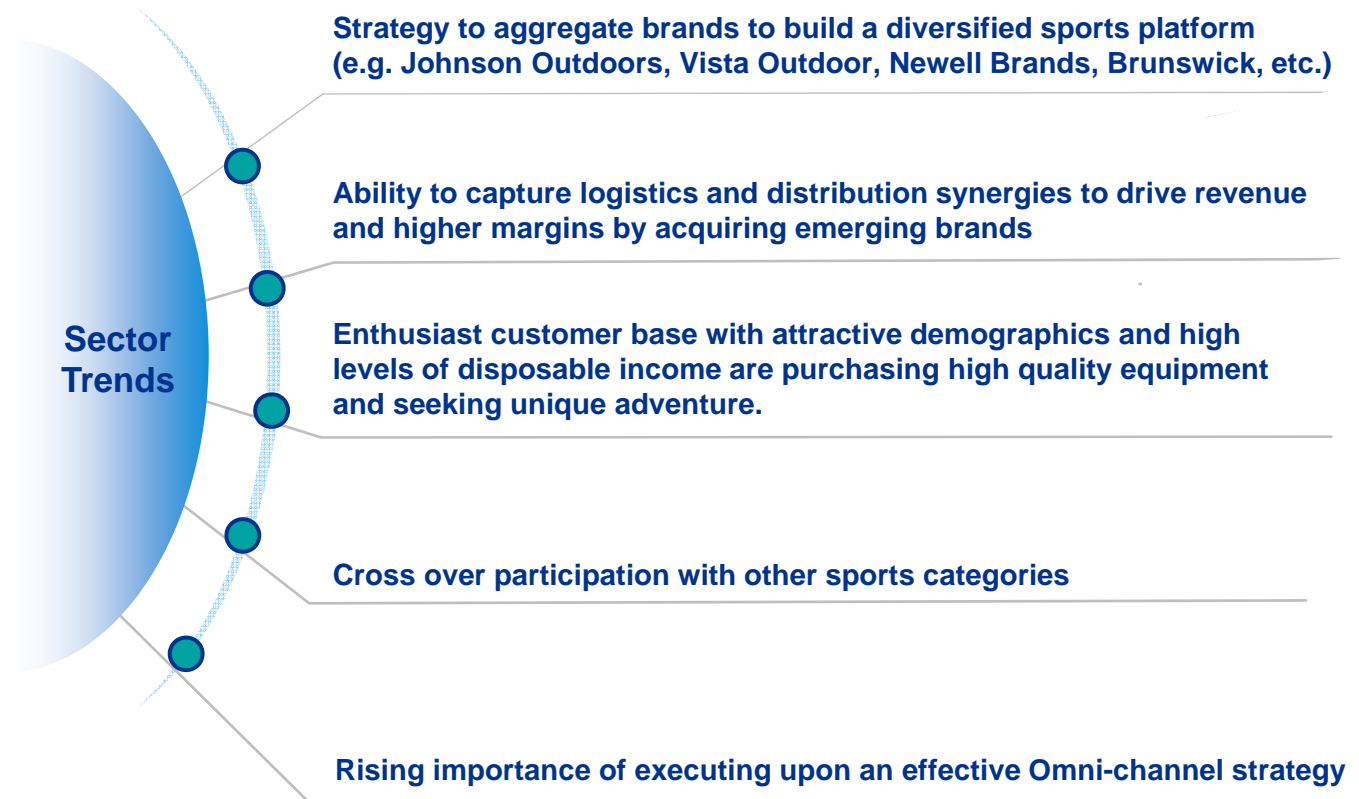 Strategy to aggregate brands to build a diversified sports platform
(e.g. Johnson Outdoors, Vista Outdoor, Newell Brands, Brunswick, etc.)
Ability to capture logistics and distribution synergies to drive revenue
and higher margins by acquiring emerging brands
Sector
Trends
Enthusiast customer base with attractive demographics and high
levels of disposable income are purchasing high quality equipment
and seeking unique adventure.
Cross over participation with other sports categories
Rising importance of executing upon an effective Omni-channel strategy